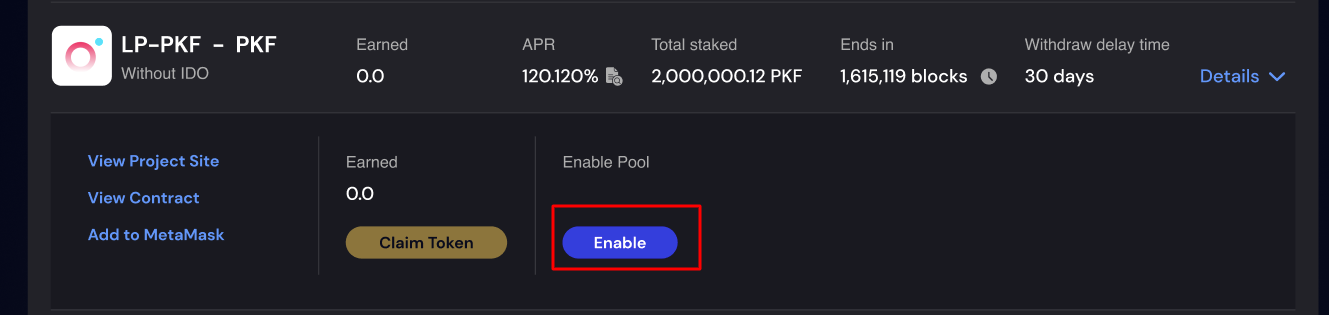 LP-PKF - PKF
Without IDO
Earned
0.0
APR
120.120%
Total staked
2,000,000.12 PKF
Ends in
1,615,119 blocks
Withdraw delay time
30 days
Details
View Project Site
View Contract
Add to MetaMask
Earned
0.0
Claim Token
Enable Pool
Enable